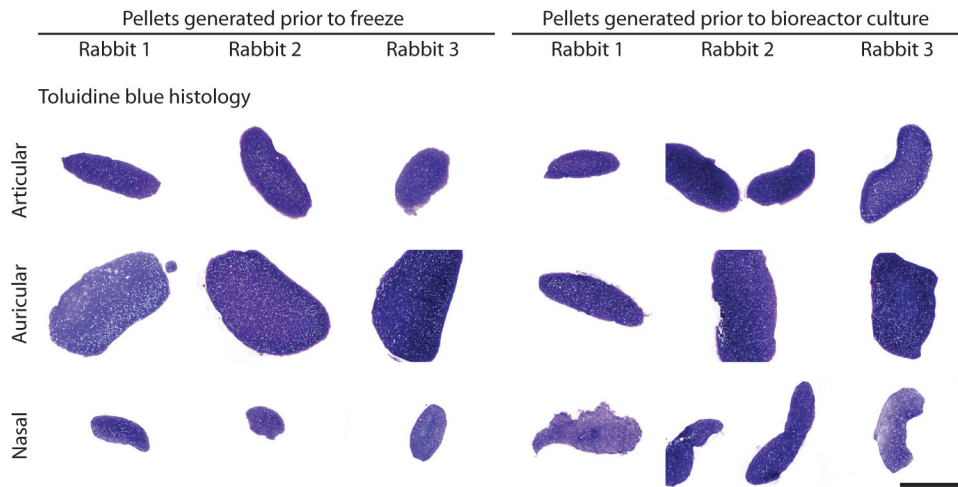 Pellets generated prior to freeze
Pellets generated prior to bioreactor culture
Rabbit 1
Rabbit 2
Rabbit 3
Rabbit 1
Rabbit 2
Rabbit 3
Toluidine blue histology
Articular
Auricular
Nasal